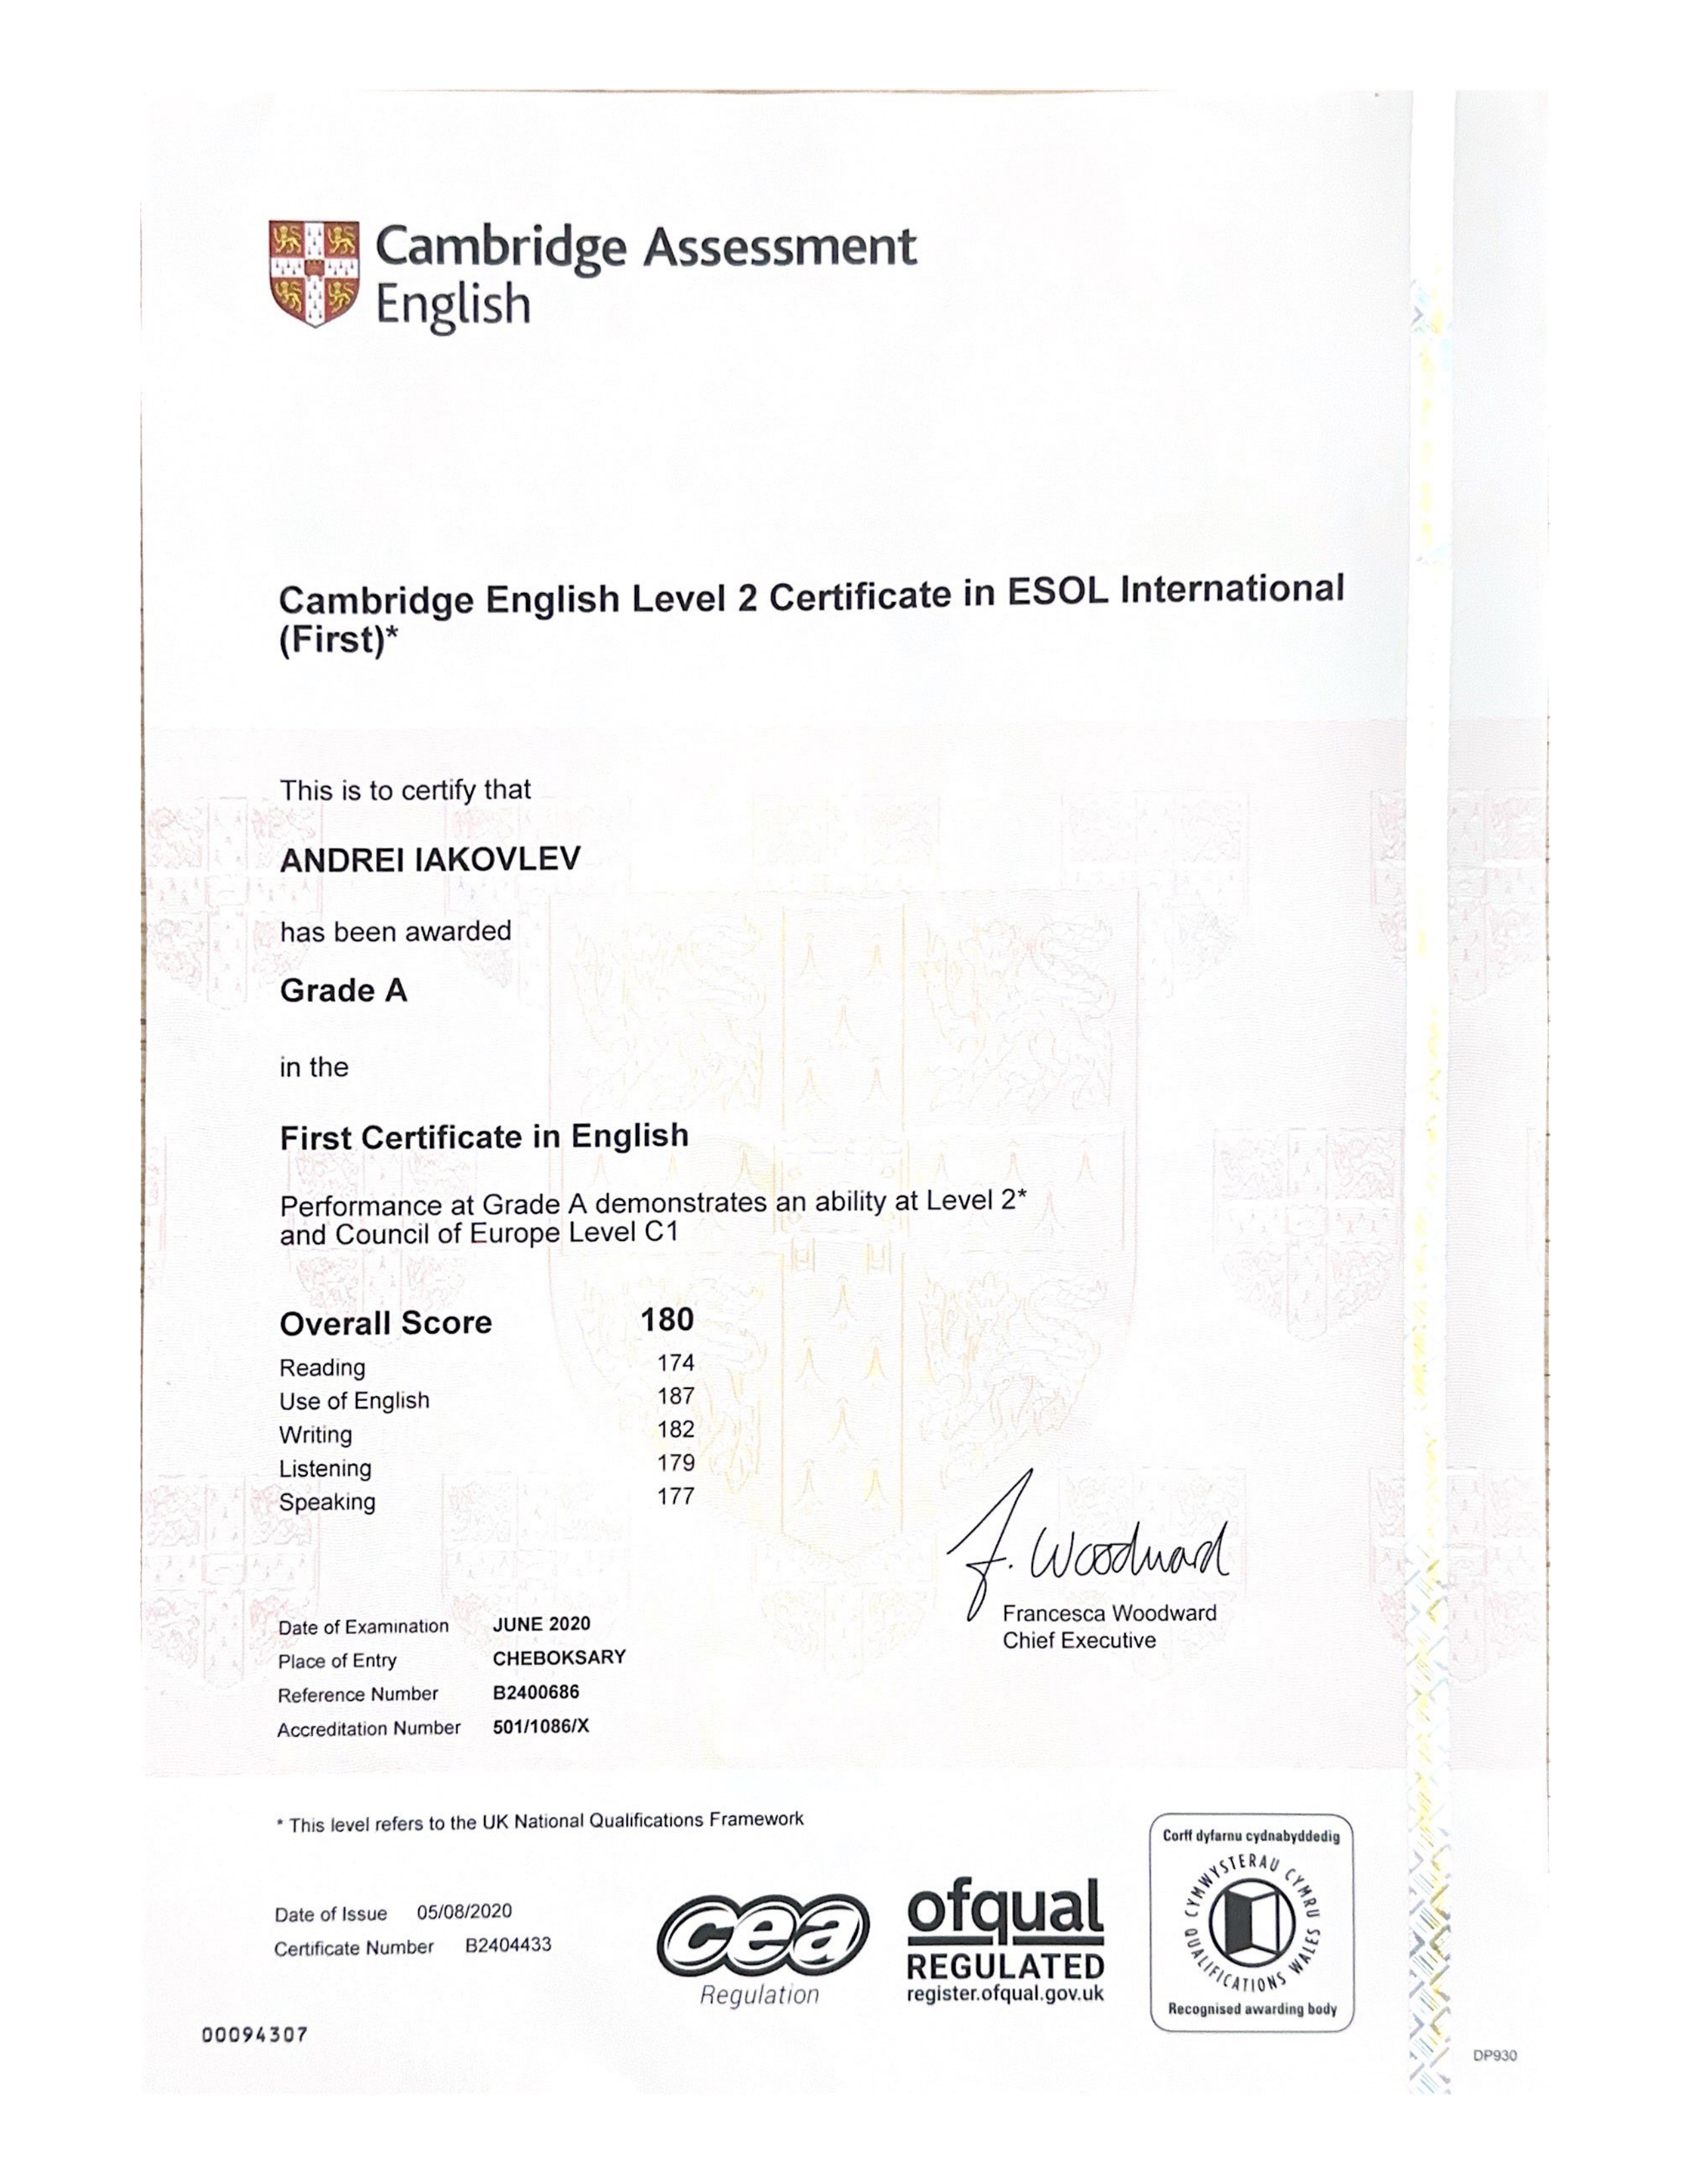 Cambridge Assessment
English
Cambridge English Level 2 Certificate in ESOL International
(First)*
This is to certify that
ANDREI IAKOVLEV
has been awarded
Grade A
in the
First Certificate in English
Performance at Grade A demonstrates an ability at Level 2*
and Council of Europe Level C1
Overall Score 180
Reading 174
Use of English 187
Writing 182
Listening 179
Speaking 177
F. Woodward
Francesca Woodward
Chief Executive
Date of Examination JUNE 2020
Place of Entry CHEBOKSARY
Reference Number B2400686
Accreditation Number 501/1086/X
* This level refers to the UK National Qualifications Framework
Date of Issue 05/08/2020
Certificate Number B2404433
cea
Regulation
ofqual
REGULATED
register.ofqual.gov.uk
Corff dyfarnu cydnabyddedig
CYMWYSTERAU CYMRU
QUALIFICATIONS WALES
Recognised awarding body
00094307
DP930